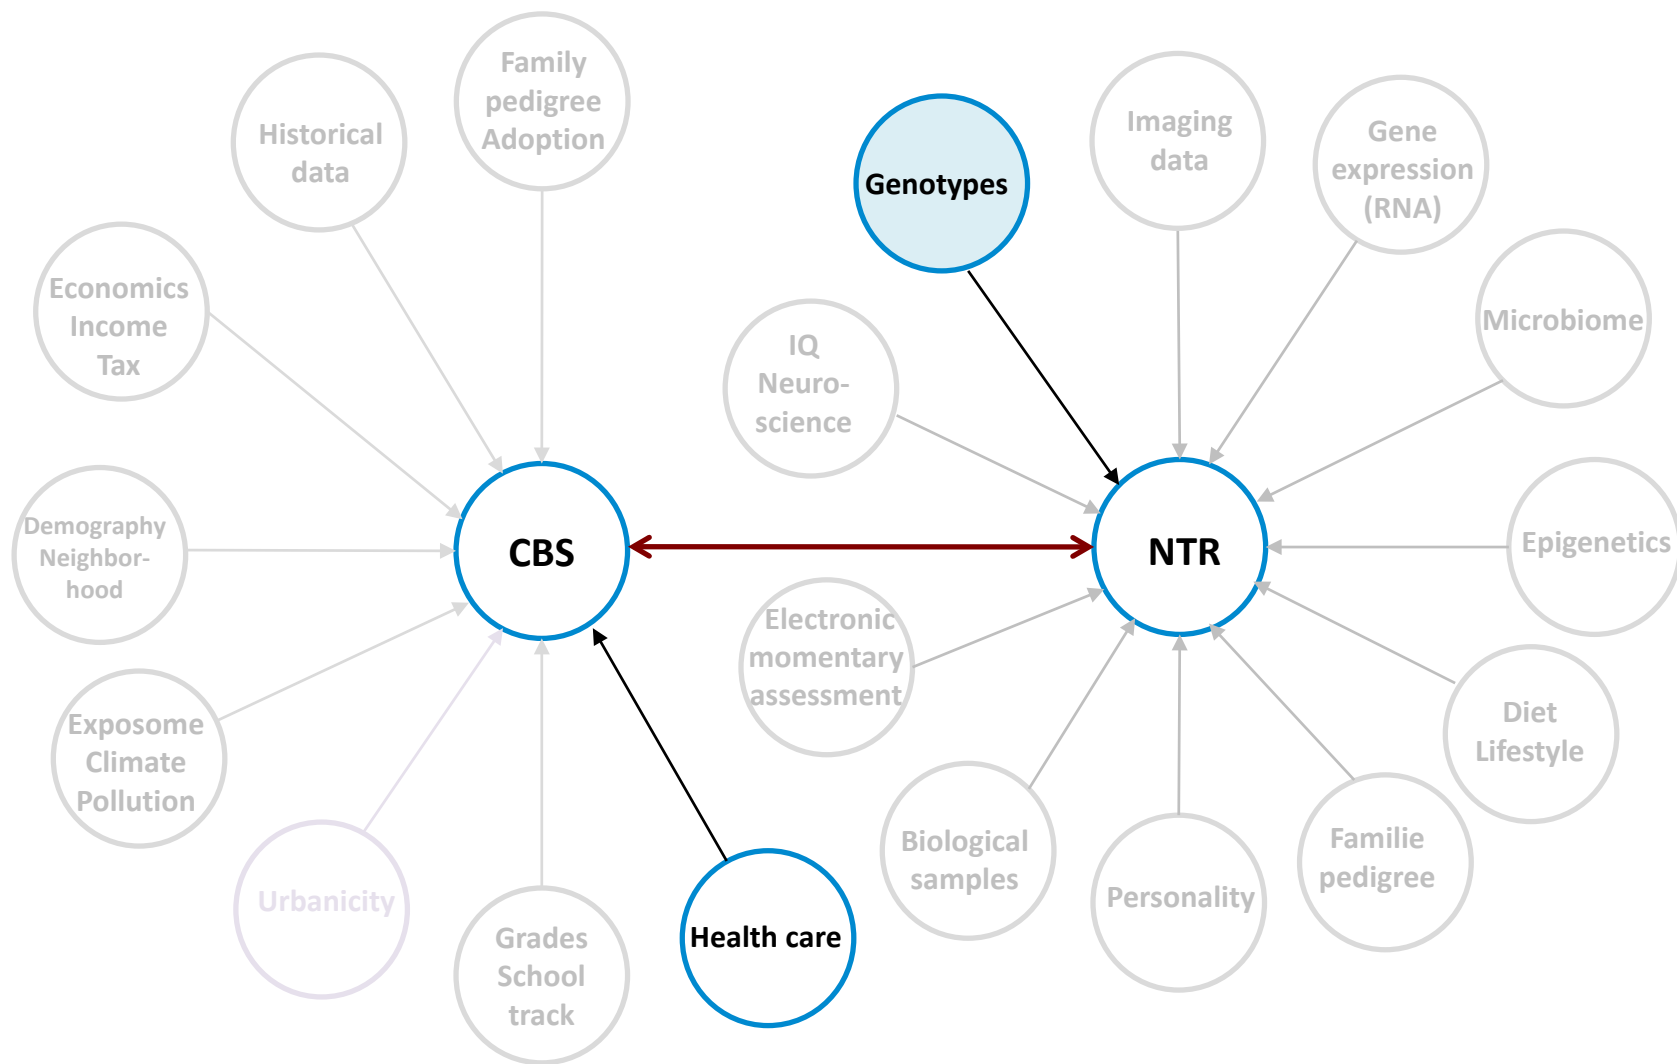 Family
pedigree
Adoption
Historical
data
Economics
Income
Tax
Demography
Neighbor-
hood
Exposome
Climate
Pollution
Urbanicity
Grades
School
track
Health care
CBS
Genotypes
Imaging
data
Gene
expression
(RNA)
Microbiome
IQ
Neuro-
science
NTR
Epigenetics
Electronic
momentary
assessment
Diet
Lifestyle
Biological
samples
Personality
Familie
pedigree